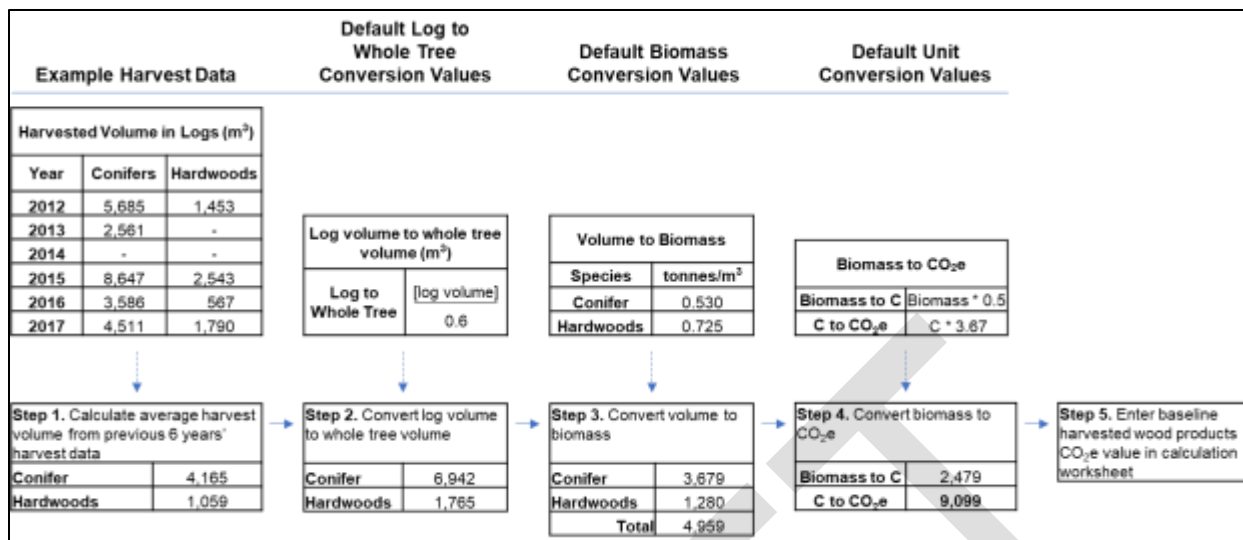 Example Harvest Data
Default Log to
Whole Tree
Conversion Values
Default Biomass
Conversion Values
Default Unit
Conversion Values
Harvested Volume in Logs (m³)
Year Conifers Hardwoods
2012 5,685 1,453
2013 2,561 -
2014 - -
2015 8,647 2,543
2016 3,586 567
2017 4,511 1,790
Log volume to whole tree
volume (m³)
Log to
Whole Tree
[log volume]
0.6
Volume to Biomass
Species tonnes/m³
Conifer 0.530
Hardwoods 0.725
Biomass to CO₂e
Biomass to C Biomass * 0.5
C to CO₂e C * 3.67
Step 1. Calculate average harvest
volume from previous 6 years'
harvest data
Conifer 4,165
Hardwoods 1,059
Step 2. Convert log volume
to whole tree volume
Conifer 6,942
Hardwoods 1,765
Step 3. Convert volume to
biomass
Conifer 3,679
Hardwoods 1,280
Total 4,959
Step 4. Convert biomass to
CO₂e
Biomass to C 2,479
C to CO₂e 9,099
Step 5. Enter baseline
harvested wood products
CO₂e value in calculation
worksheet